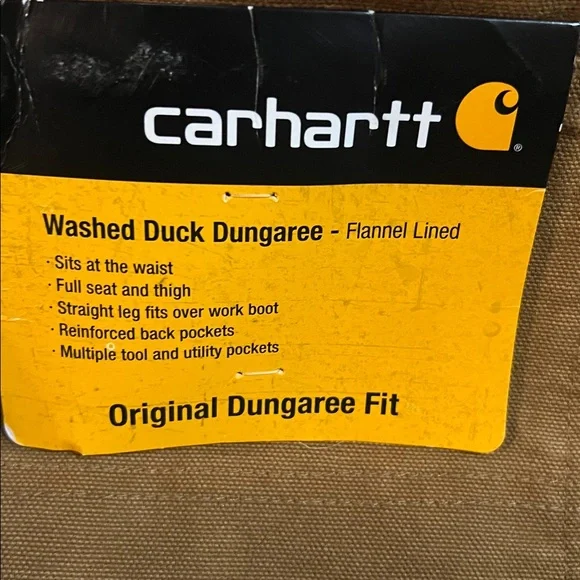 carhartt
®
Washed Duck Dungaree - Flannel Lined
· Sits at the waist
· Full seat and thigh
· Straight leg fits over work boot
· Reinforced back pockets
· Multiple tool and utility pockets
Original Dungaree Fit